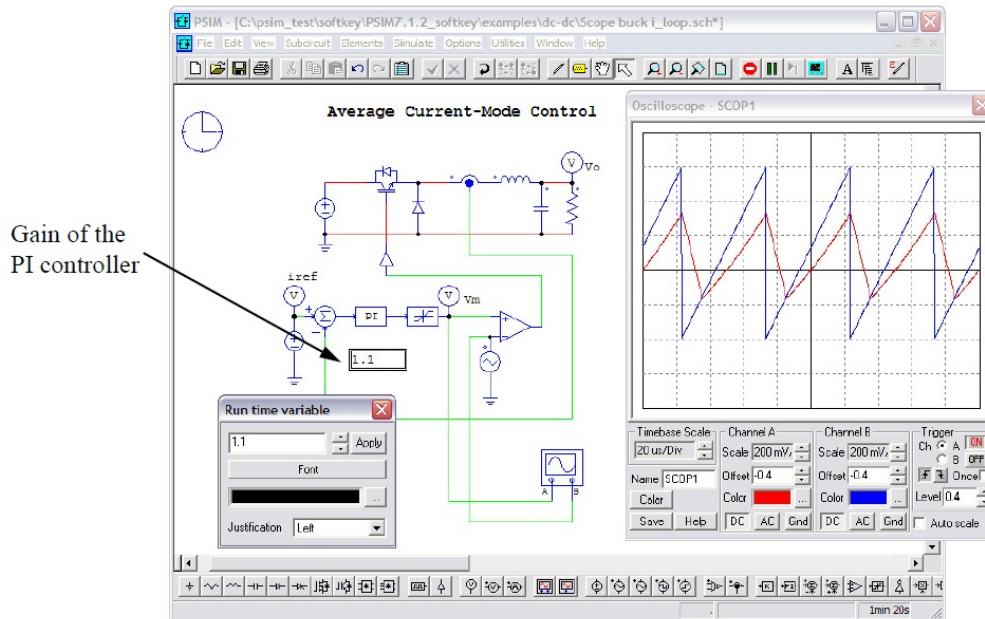 PSIM - [C:\psim_test\softkey\PSIM7.1.2_softkey\examples\dc-dc\Scope buck i_loop.sch*]
File Edit View Subcircuit Elements Simulate Options Utilities Window Help
Average Current-Mode Control
Oscilloscope - SCOP1
V Vo
Gain of the
PI controller
iref
V
V Vm
Σ
PI
1.1
Run time variable
1.1 Apply
Font
...
Justification Left
A B
Timebase Scale
20 us/Div
Name SCOP1
Color
Save Help
Channel A
Scale 200 mV/
Offset -0.4
Color ...
DC AC Gnd
Channel B
Scale 200 mV/
Offset -0.4
Color ...
DC AC Gnd
Trigger
Ch A ON
B OFF
Once
Level 0.4
Auto scale
1min 20s